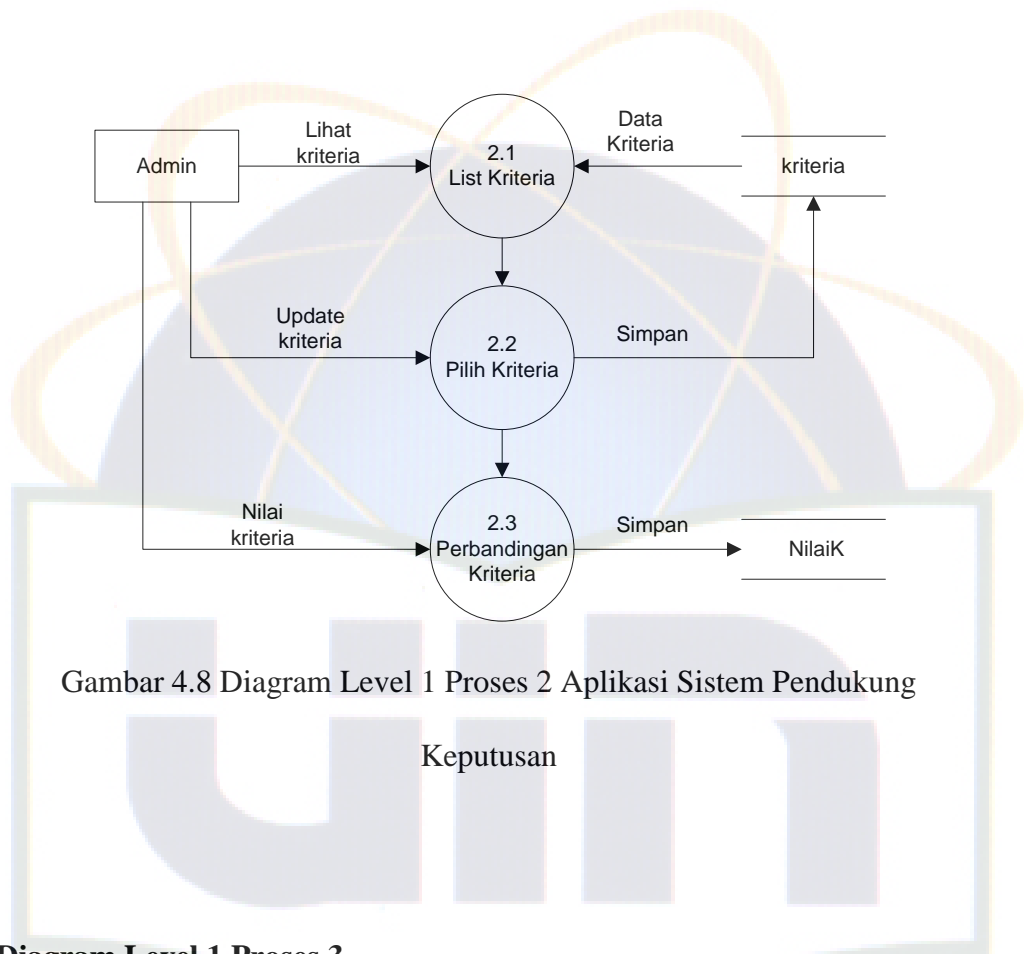 Lihat
kriteria
Data
Kriteria
Admin
2.1
List Kriteria
kriteria
Update
kriteria
2.2
Pilih Kriteria
Simpan
Nilai
kriteria
2.3
Perbandingan
Kriteria
Simpan
NilaiK
Gambar 4.8 Diagram Level 1 Proses 2 Aplikasi Sistem Pendukung
Keputusan
uin
Diagram Level 1 Proses 3